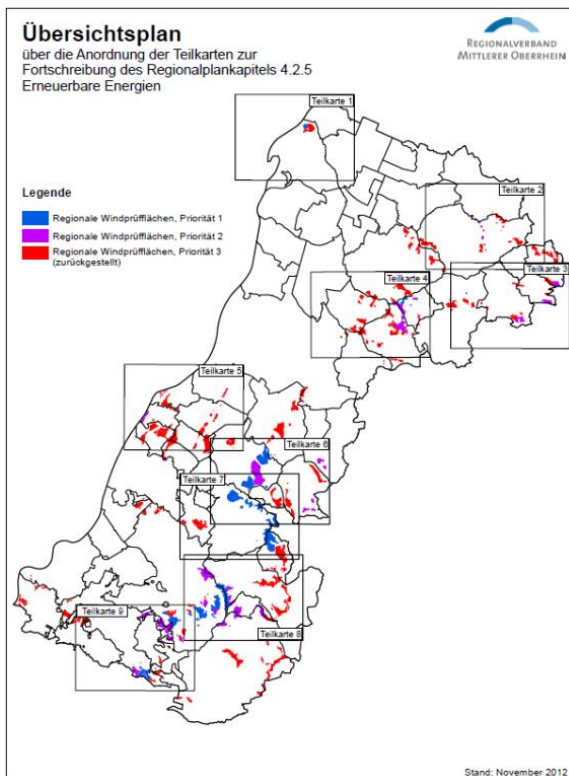 Übersichtsplan
über die Anordnung der Teilkarten zur
Fortschreibung des Regionalplankapitels 4.2.5
Erneuerbare Energien
REGIONALVERBAND
MITTLERER OBERRHEIN
Teilkarte 1
Legende
Regionale Windprüfflächen, Priorität 1
Regionale Windprüfflächen, Priorität 2
Regionale Windprüfflächen, Priorität 3
(zurückgestellt)
Teilkarte 2
Teilkarte 3
Teilkarte 4
Teilkarte 5
Teilkarte 6
Teilkarte 7
Teilkarte 9
Teilkarte 8
Stand: November 2012